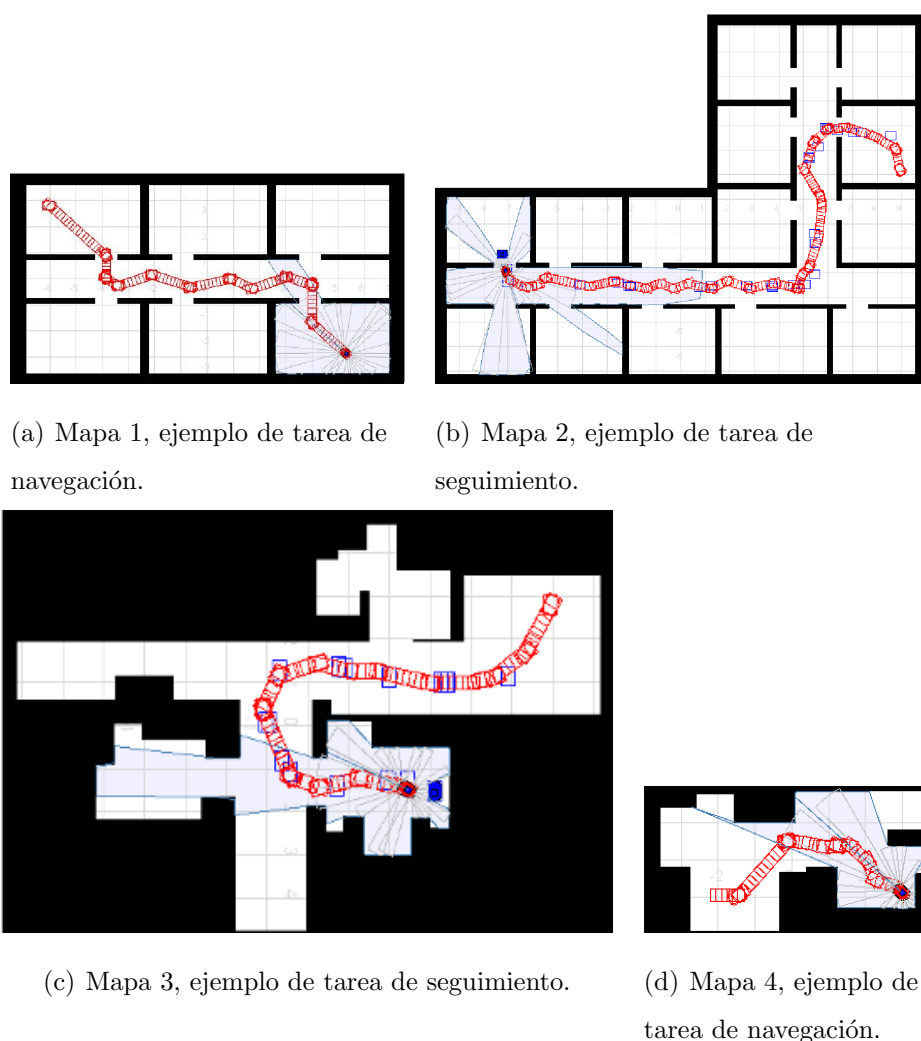 (a) Mapa 1, ejemplo de tarea de
navegación.
(b) Mapa 2, ejemplo de tarea de
seguimiento.
(c) Mapa 3, ejemplo de tarea de seguimiento.
(d) Mapa 4, ejemplo de
tarea de navegación.